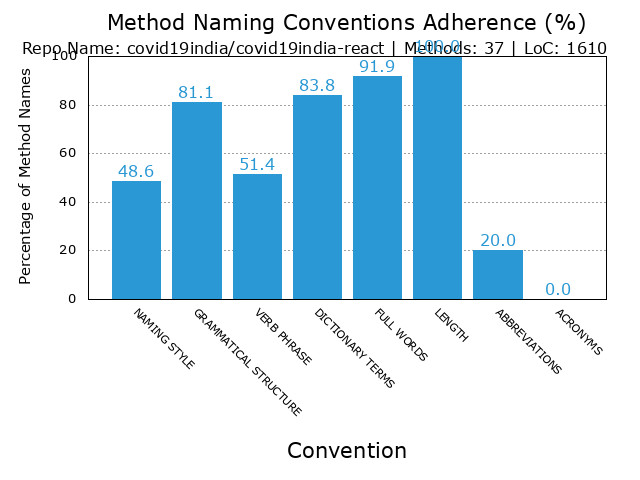 Method Naming Conventions Adherence (%)
Repo Name: covid19india/covid19india-react | Methods: 37 | LoC: 1610
Percentage of Method Names
100
80
60
40
20
0
48.6
81.1
51.4
83.8
91.9
100.0
20.0
0.0
NAMING STYLE
GRAMMATICAL STRUCTURE
VERB PHRASE
DICTIONARY TERMS
FULL WORDS
LENGTH
ABBREVIATIONS
ACRONYMS
Convention